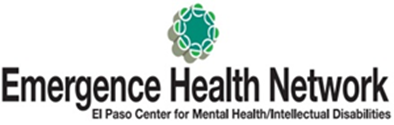 Emergence Health Network
El Paso Center for Mental Health/Intellectual Disabilities